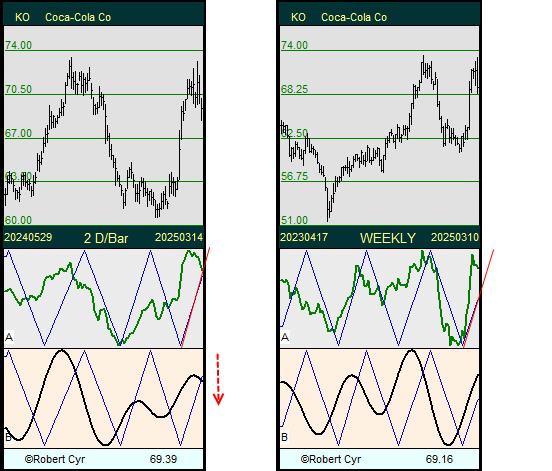 KO Coca-Cola Co
74.00
70.50
67.00
63.00
60.00
20240529 2 D/Bar 20250314
A
B
©Robert Cyr 69.39
KO Coca-Cola Co
74.00
68.25
62.50
56.75
51.00
20230417 WEEKLY 20250310
A
B
©Robert Cyr 69.16